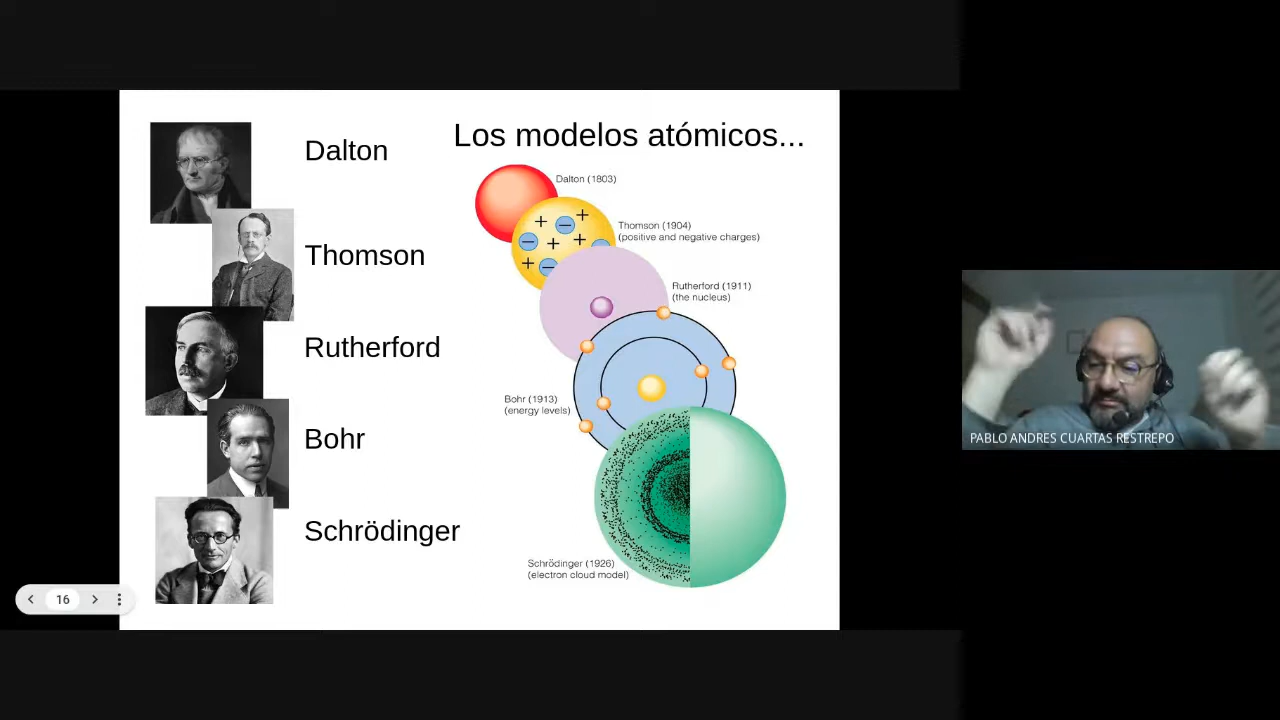 Los modelos atómicos...
Dalton
Thomson
Rutherford
Bohr
Schrödinger
Dalton (1803)
Thomson (1904)
(positive and negative charges)
Rutherford (1911)
(the nucleus)
Bohr (1913)
(energy levels)
Schrödinger (1926)
(electron cloud model)
16
PABLO ANDRES CUARTAS RESTREPO